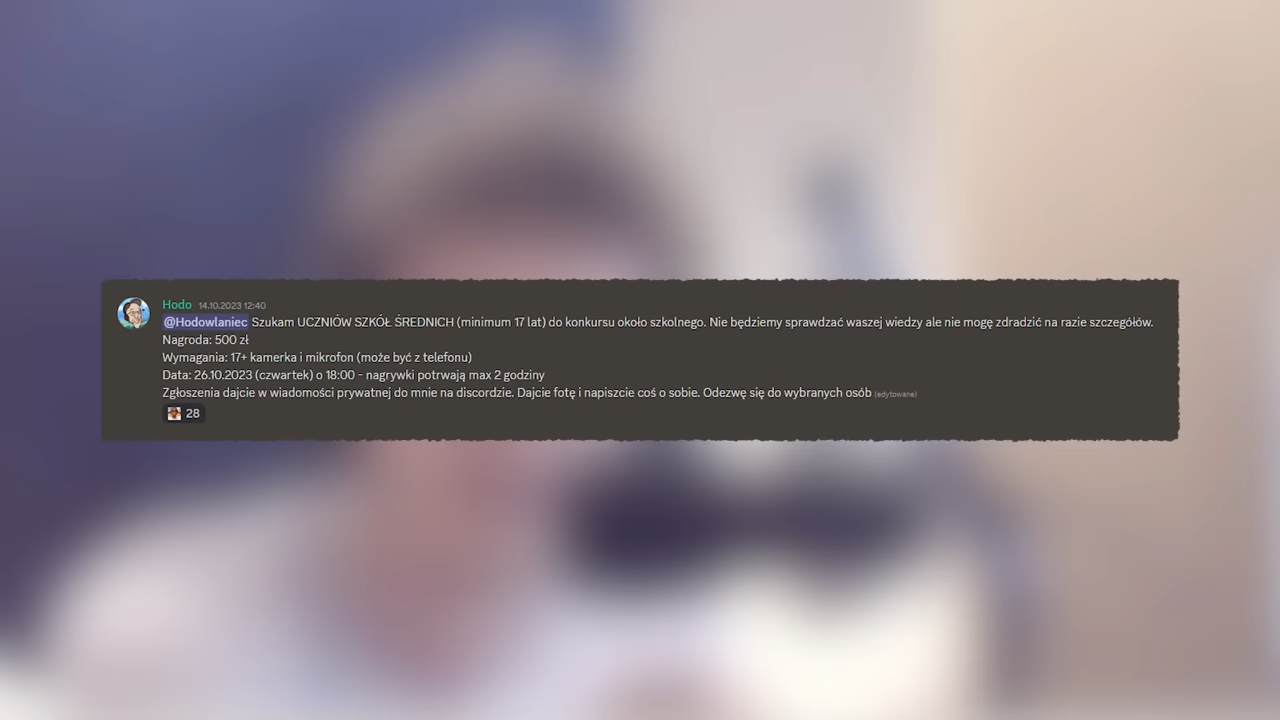 Hodo 14.10.2023 12:40
@Hodowlaniec Szukam UCZNIÓW SZKÓŁ ŚREDNICH (minimum 17 lat) do konkursu około szkolnego. Nie będziemy sprawdzać waszej wiedzy ale nie mogę zdradzić na razie szczegółów.
Nagroda: 500 zł
Wymagania: 17+ kamerka i mikrofon (może być z telefonu)
Data: 26.10.2023 (czwartek) o 18:00 - nagrywki potrwają max 2 godziny
Zgłoszenia dajcie w wiadomości prywatnej do mnie na discordzie. Dajcie fotę i napiszcie coś o sobie. Odezwę się do wybranych osób (edytowane)
28